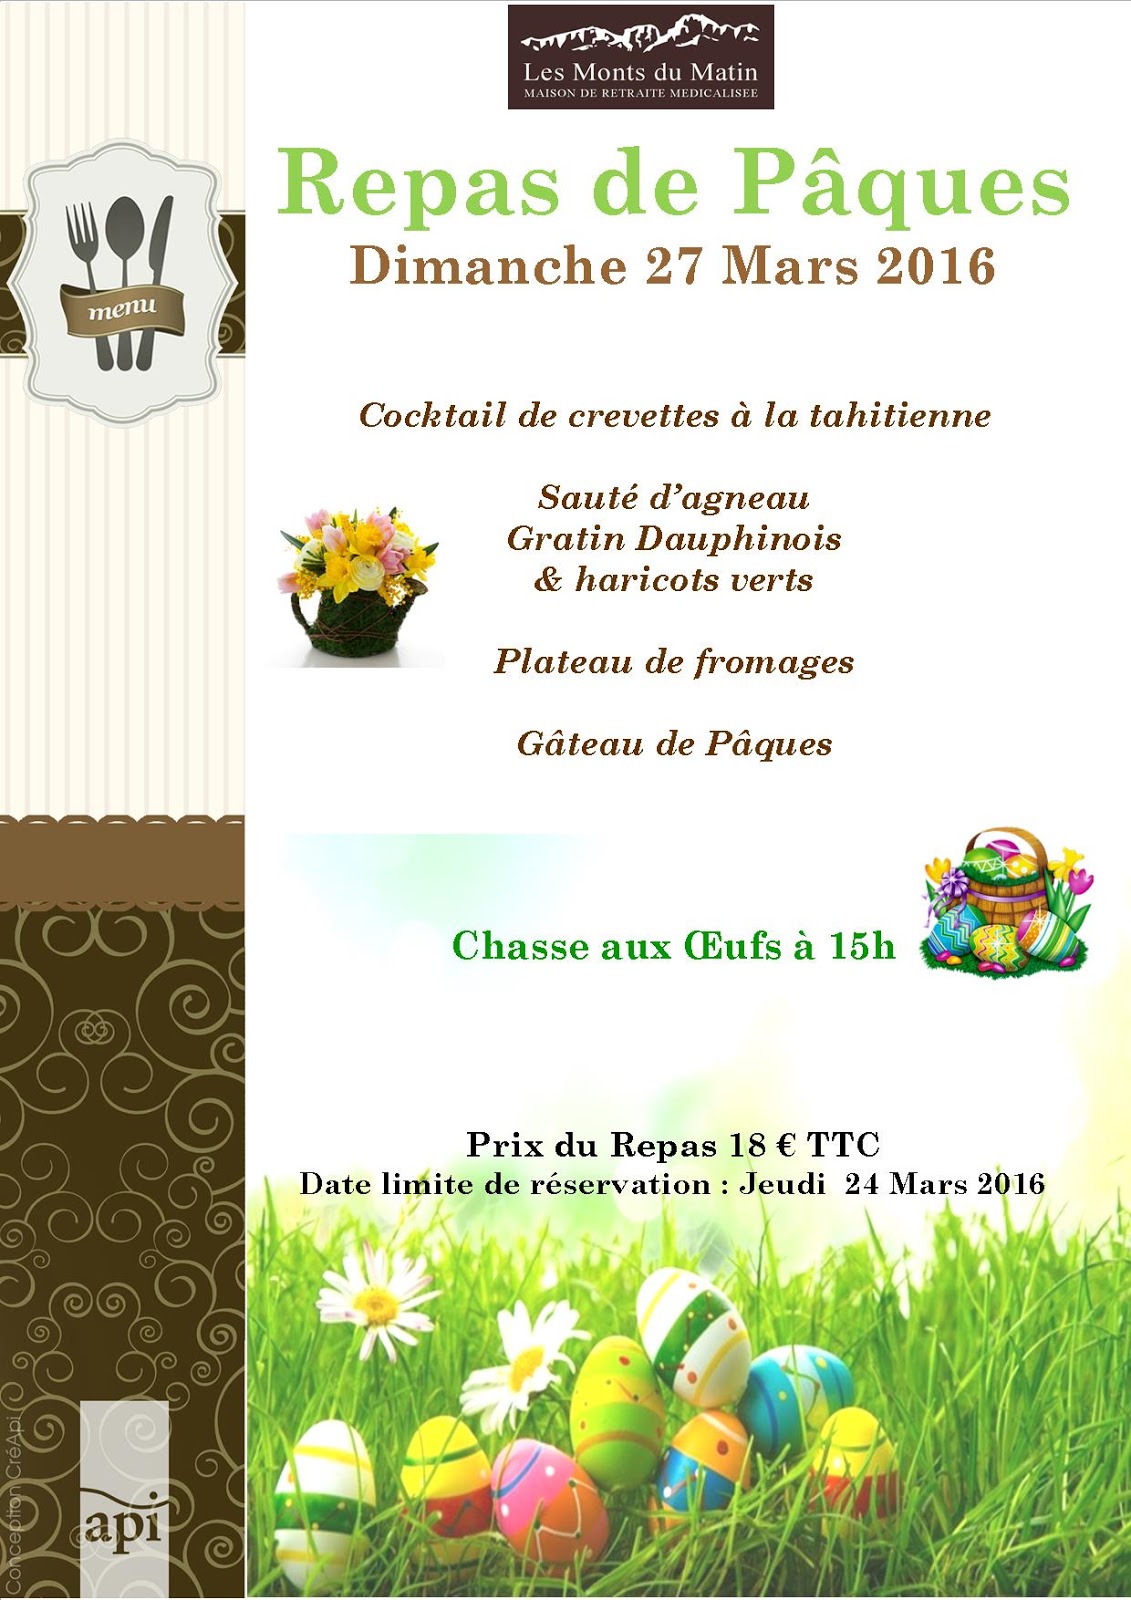 Les Monts du Matin
MAISON DE RETRAITE MEDICALISEE
Repas de Pâques
Dimanche 27 Mars 2016
menu
Cocktail de crevettes à la tahitienne
Sauté d'agneau
Gratin Dauphinois
& haricots verts
Plateau de fromages
Gâteau de Pâques
Chasse aux Œufs à 15h
Prix du Repas 18 € TTC
Date limite de réservation : Jeudi 24 Mars 2016
api
Conception CréApi